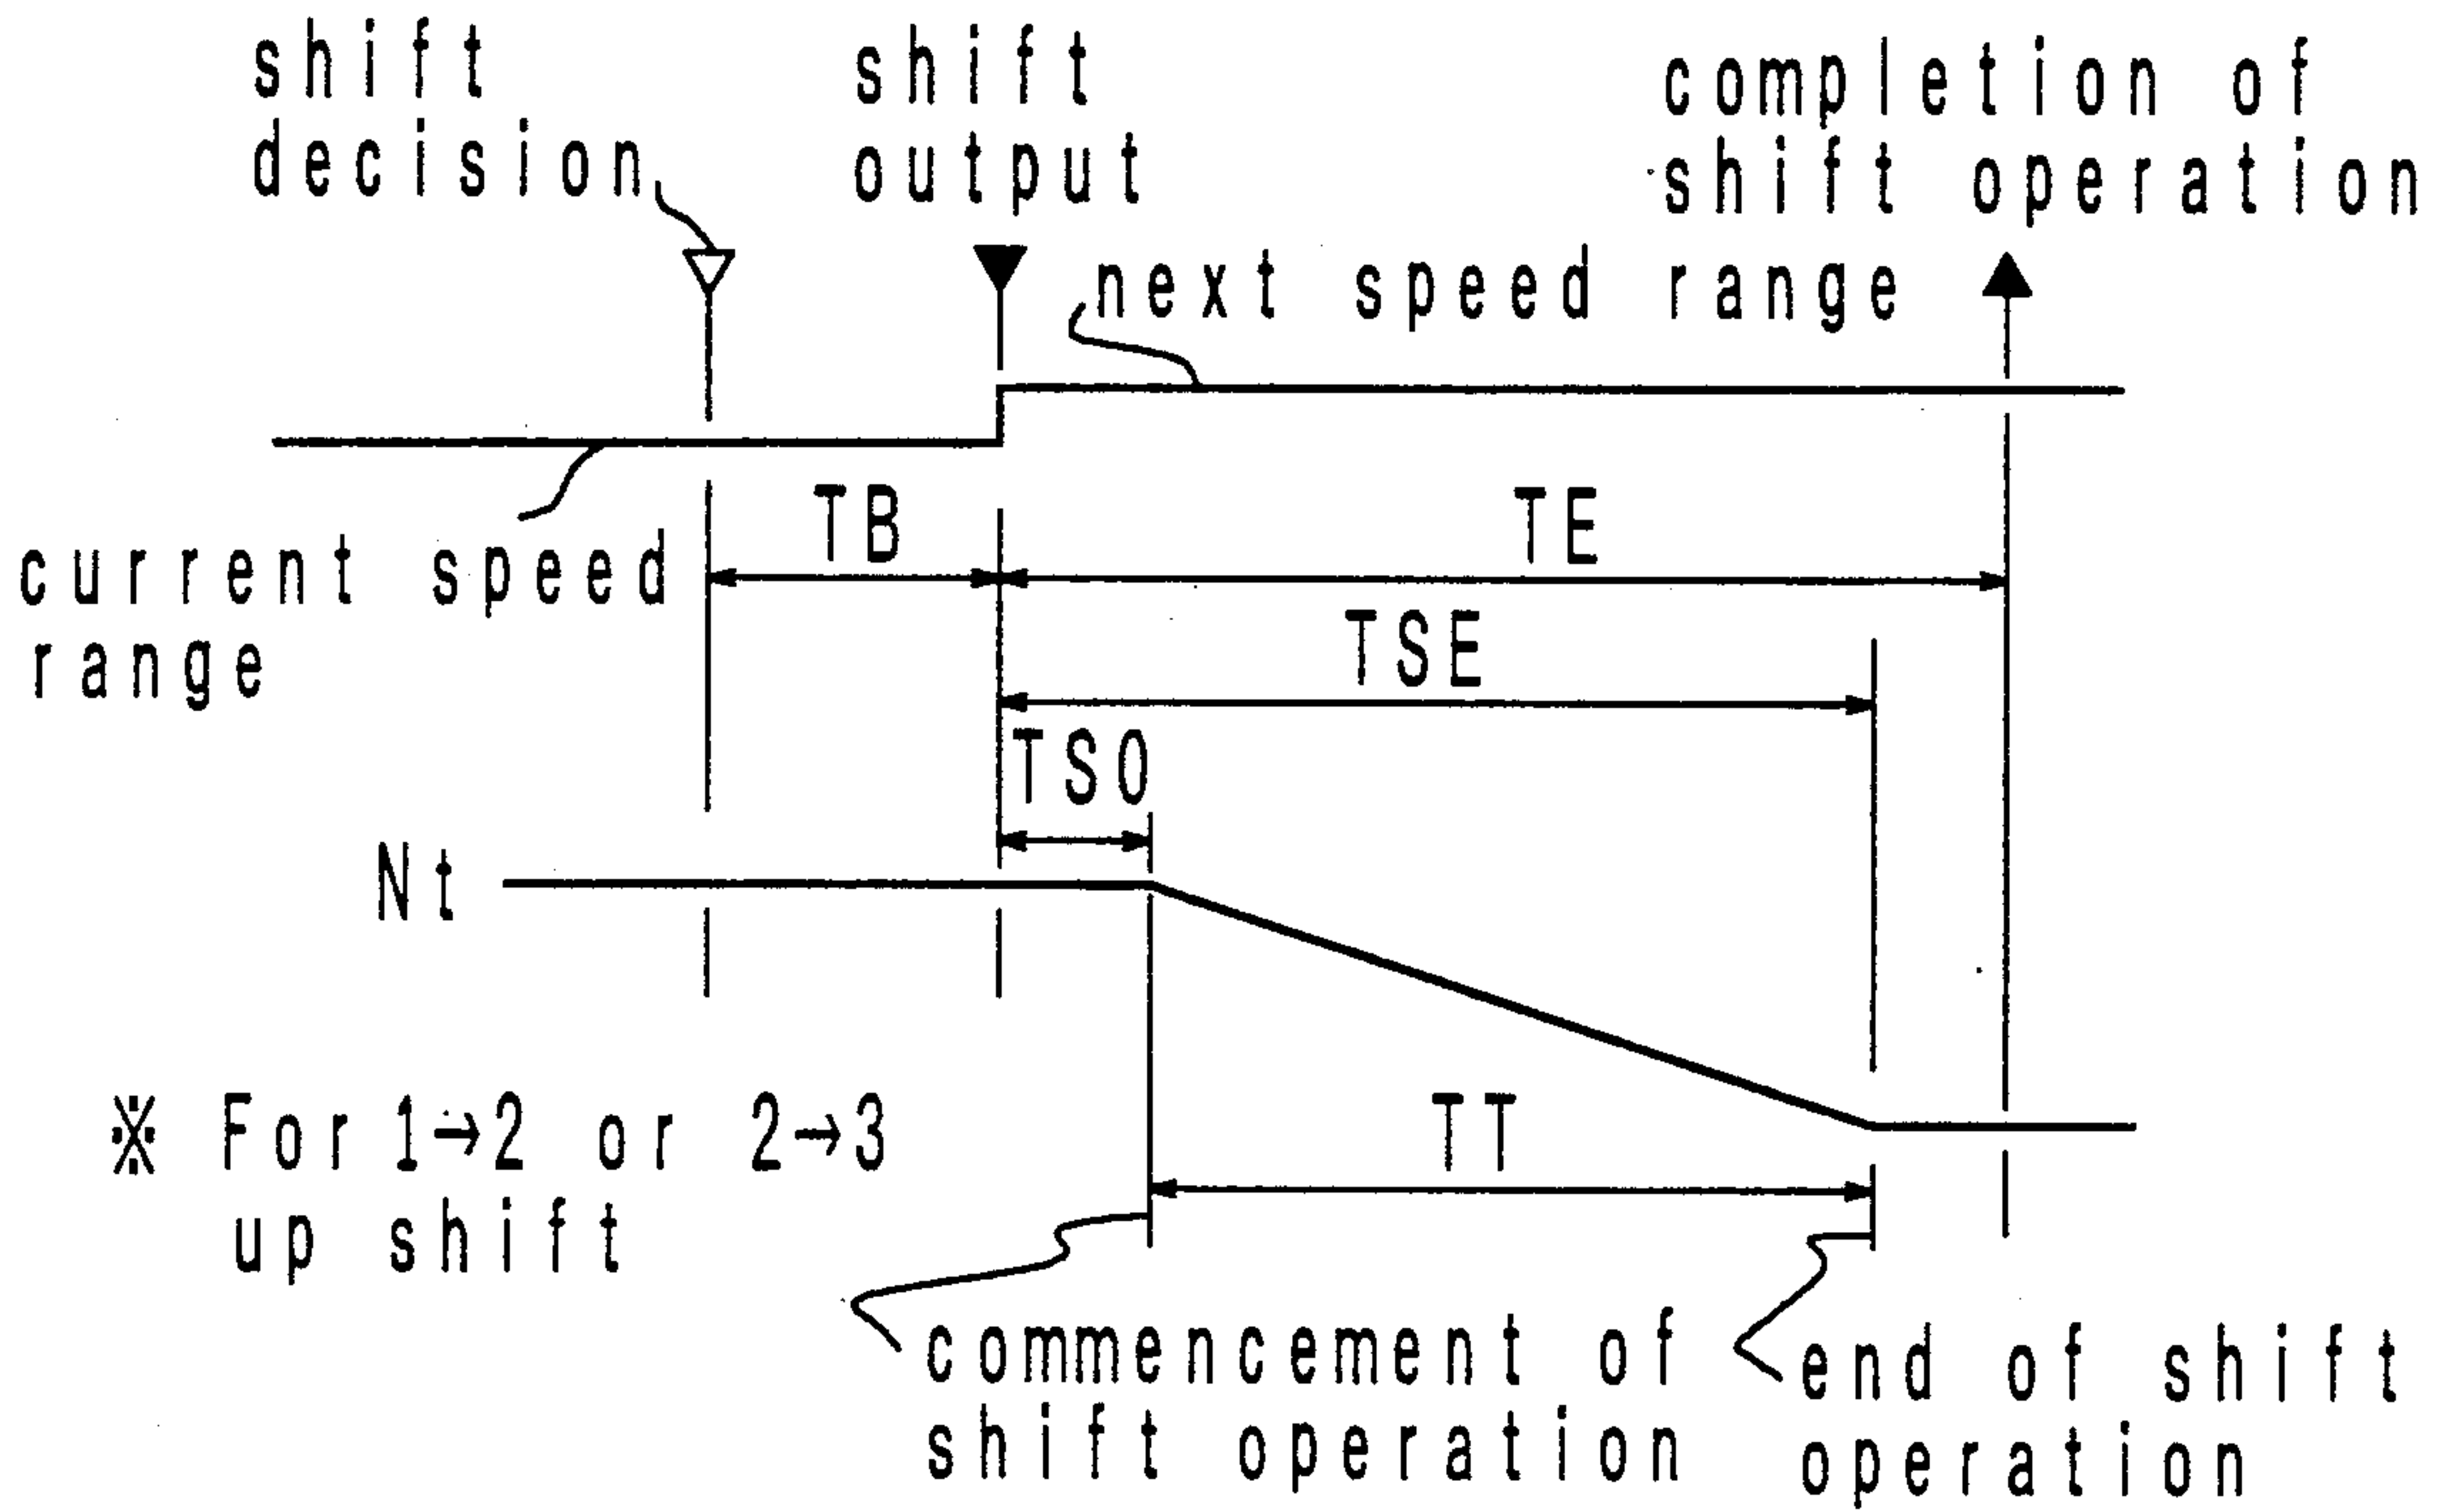 shift
decision
shift
output
completion of
shift operation
next speed range
current speed
range
TB
TE
TSE
TSO
Nt
※ For 1→2 or 2→3
up shift
TT
commencement of
shift operation
end of shift
operation